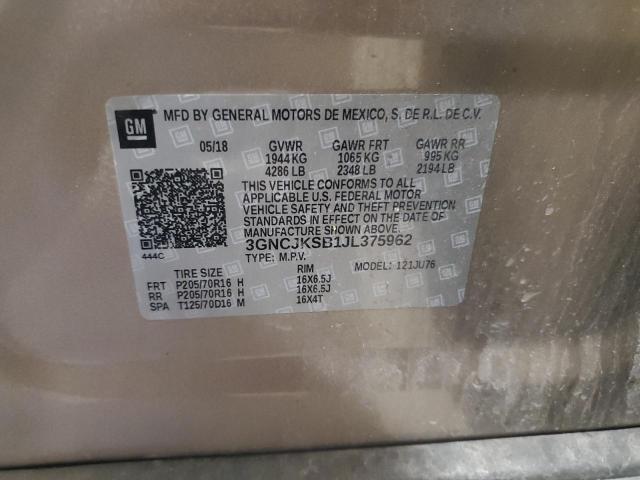 GM
MFD BY GENERAL MOTORS DE MEXICO, S. DE R.L. DE C.V.
05/18 GVWR GAWR FRT GAWR RR
1944 KG 1065 KG 995 KG
4286 LB 2348 LB 2194 LB
THIS VEHICLE CONFORMS TO ALL
APPLICABLE U.S. FEDERAL MOTOR
VEHICLE SAFETY AND THEFT PREVENTION
STANDARDS IN EFFECT ON THE DATE OF
MANUFACTURE SHOWN ABOVE.
3GNCJKSB1JL375962
444C TYPE: M.P.V. MODEL: 121JU76
TIRE SIZE RIM
FRT P205/70R16 H 16X6.5J
RR P205/70R16 H 16X6.5J
SPA T125/70D16 M 16X4T